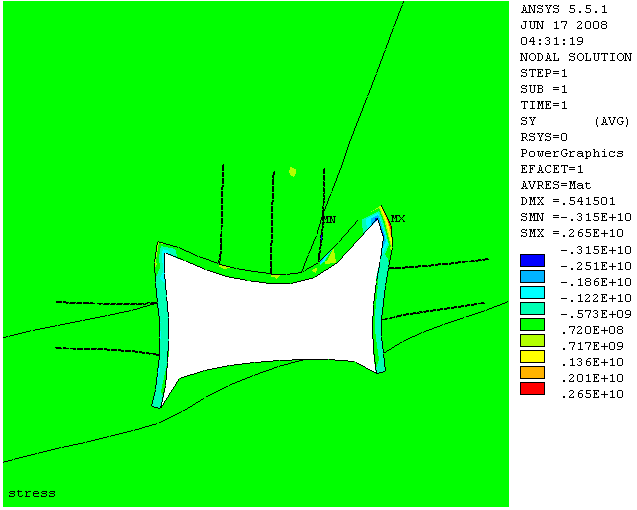 ANSYS 5.5.1
JUN 17 2008
04:31:19
NODAL SOLUTION
STEP=1
SUB =1
TIME=1
SY (AVG)
RSYS=0
PowerGraphics
EFACET=1
AVRES=Mat
DMX =.541501
SMN =-.315E+10
SMX =.265E+10
-.315E+10
-.251E+10
-.186E+10
-.122E+10
-.573E+09
.720E+08
.717E+09
.136E+10
.201E+10
.265E+10
MN
MX
stress